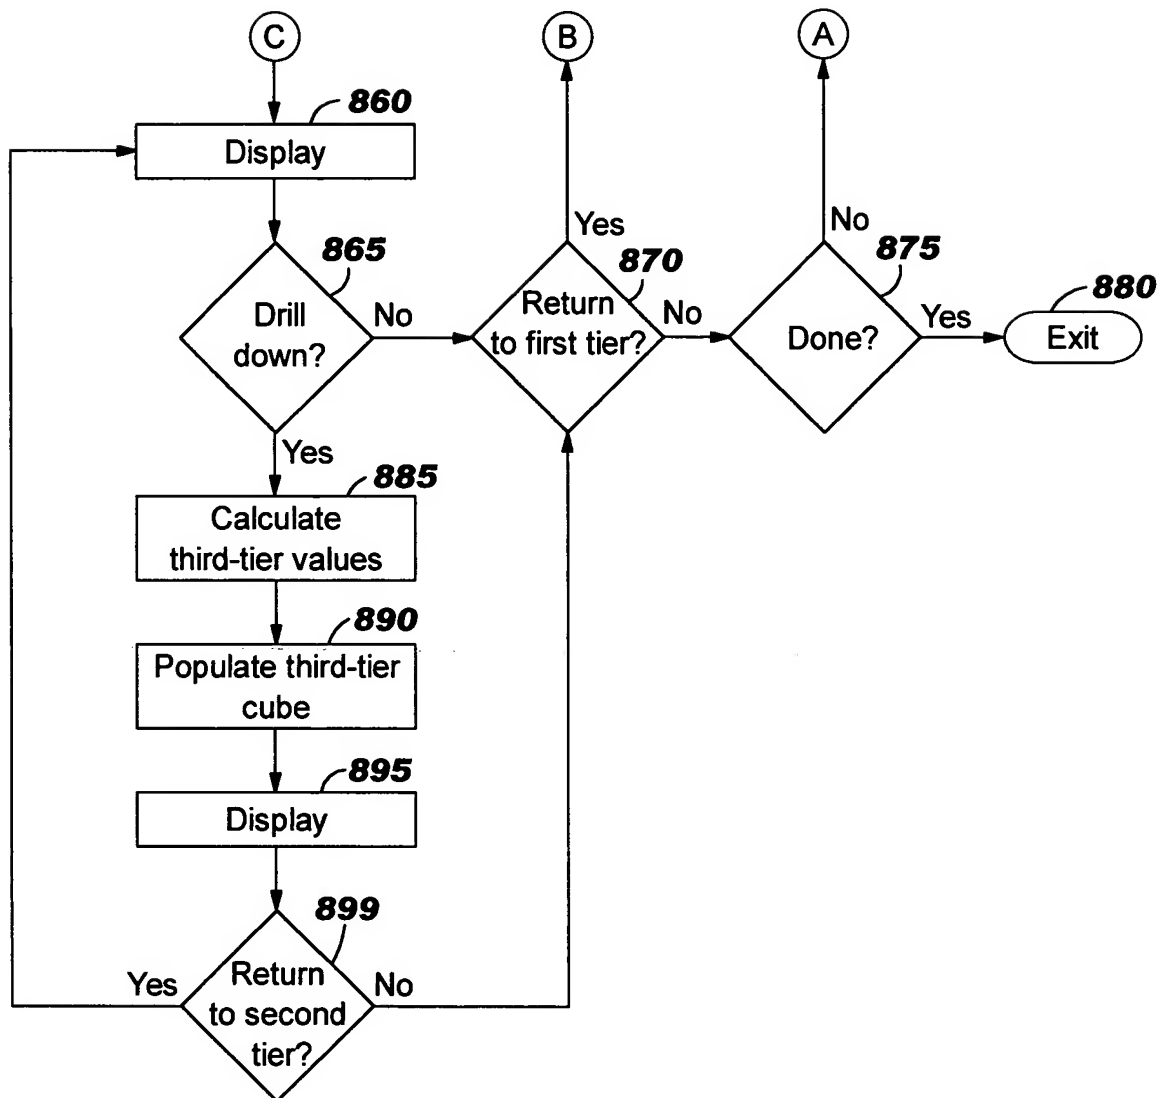 C
B
A
860
Display
865
Drill
down?
No
Yes
870
Return
to first tier?
No
No
875
Done?
Yes
880
Exit
Yes
885
Calculate
third-tier values
890
Populate third-tier
cube
895
Display
899
Return
to second
tier?
Yes
No